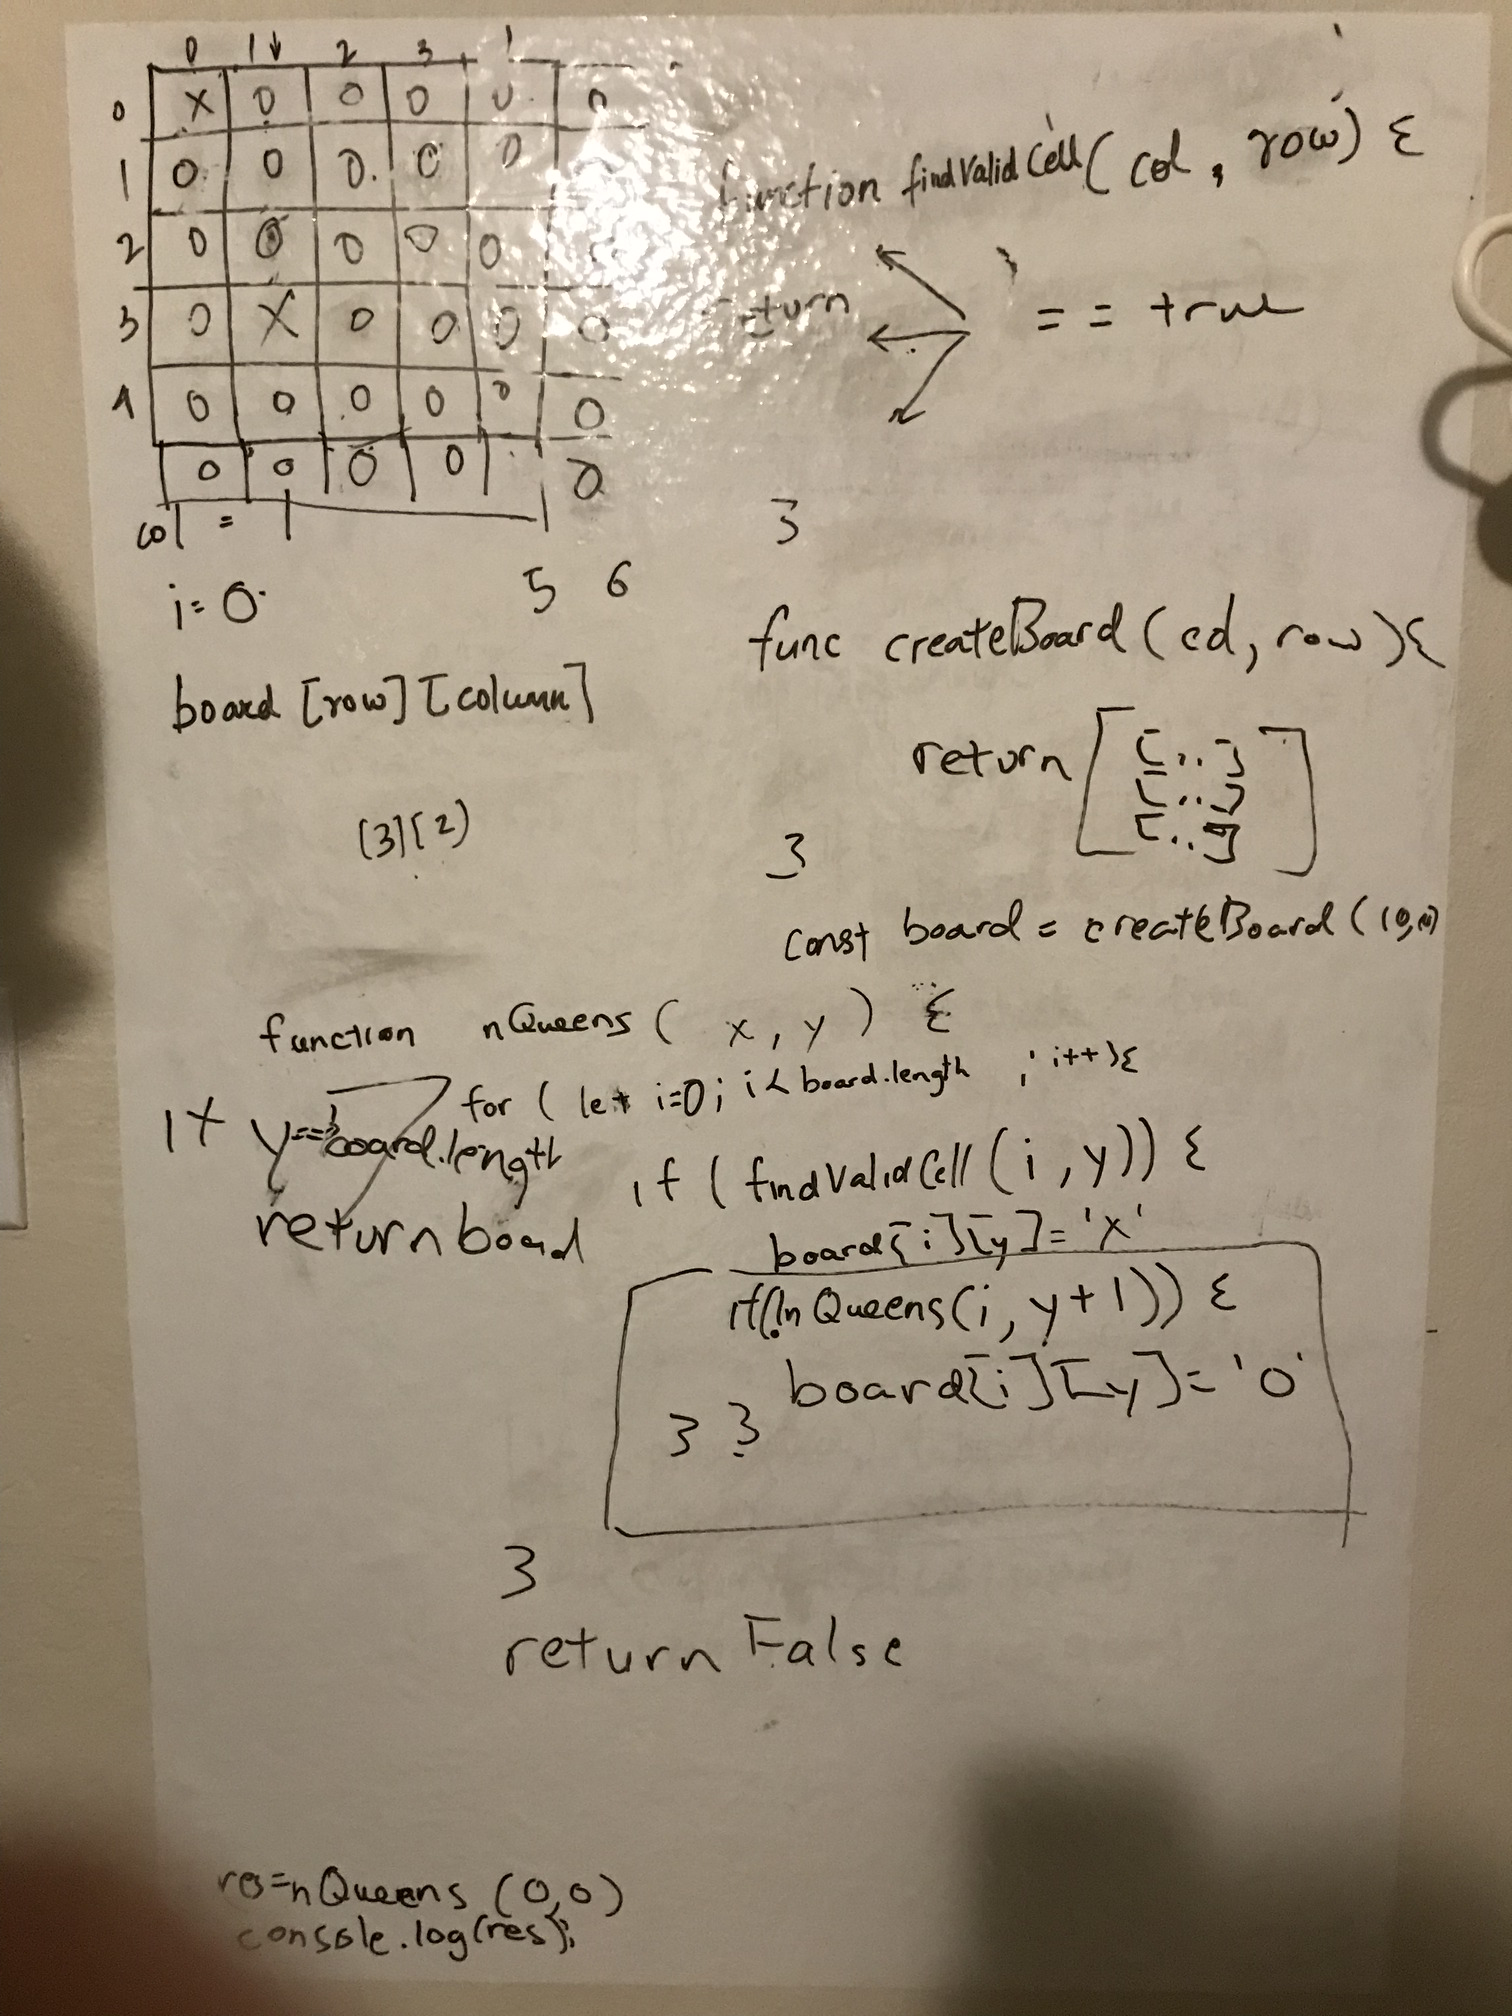 0 1 ↓ 2 3
0 X 0 0 0 0 0
1 0 0 0 0 0
2 0 0 0 0 0
3 0 X 0 0 0 0
4 0 0 0 0 0 0
0 0 0 0 0
col = 1
i=0
5 6
board [row][column]
[3][2]
function findValidCell( col, row) {
return == true
}
func createBoard(col, row){
return [ [..]
[..]
[..] ]
}
const board = createBoard(10,10)
function nQueens( x, y) {
if y==board.length
return board
for ( let i=0; i < board.length ; i++){
if (findValidCell(i, y)) {
board[i][y]='X'
if(!nQueens(i, y+1)) {
board[i][y]='0'
} }
}
return False
res=nQueens (0,0)
console.log(res);